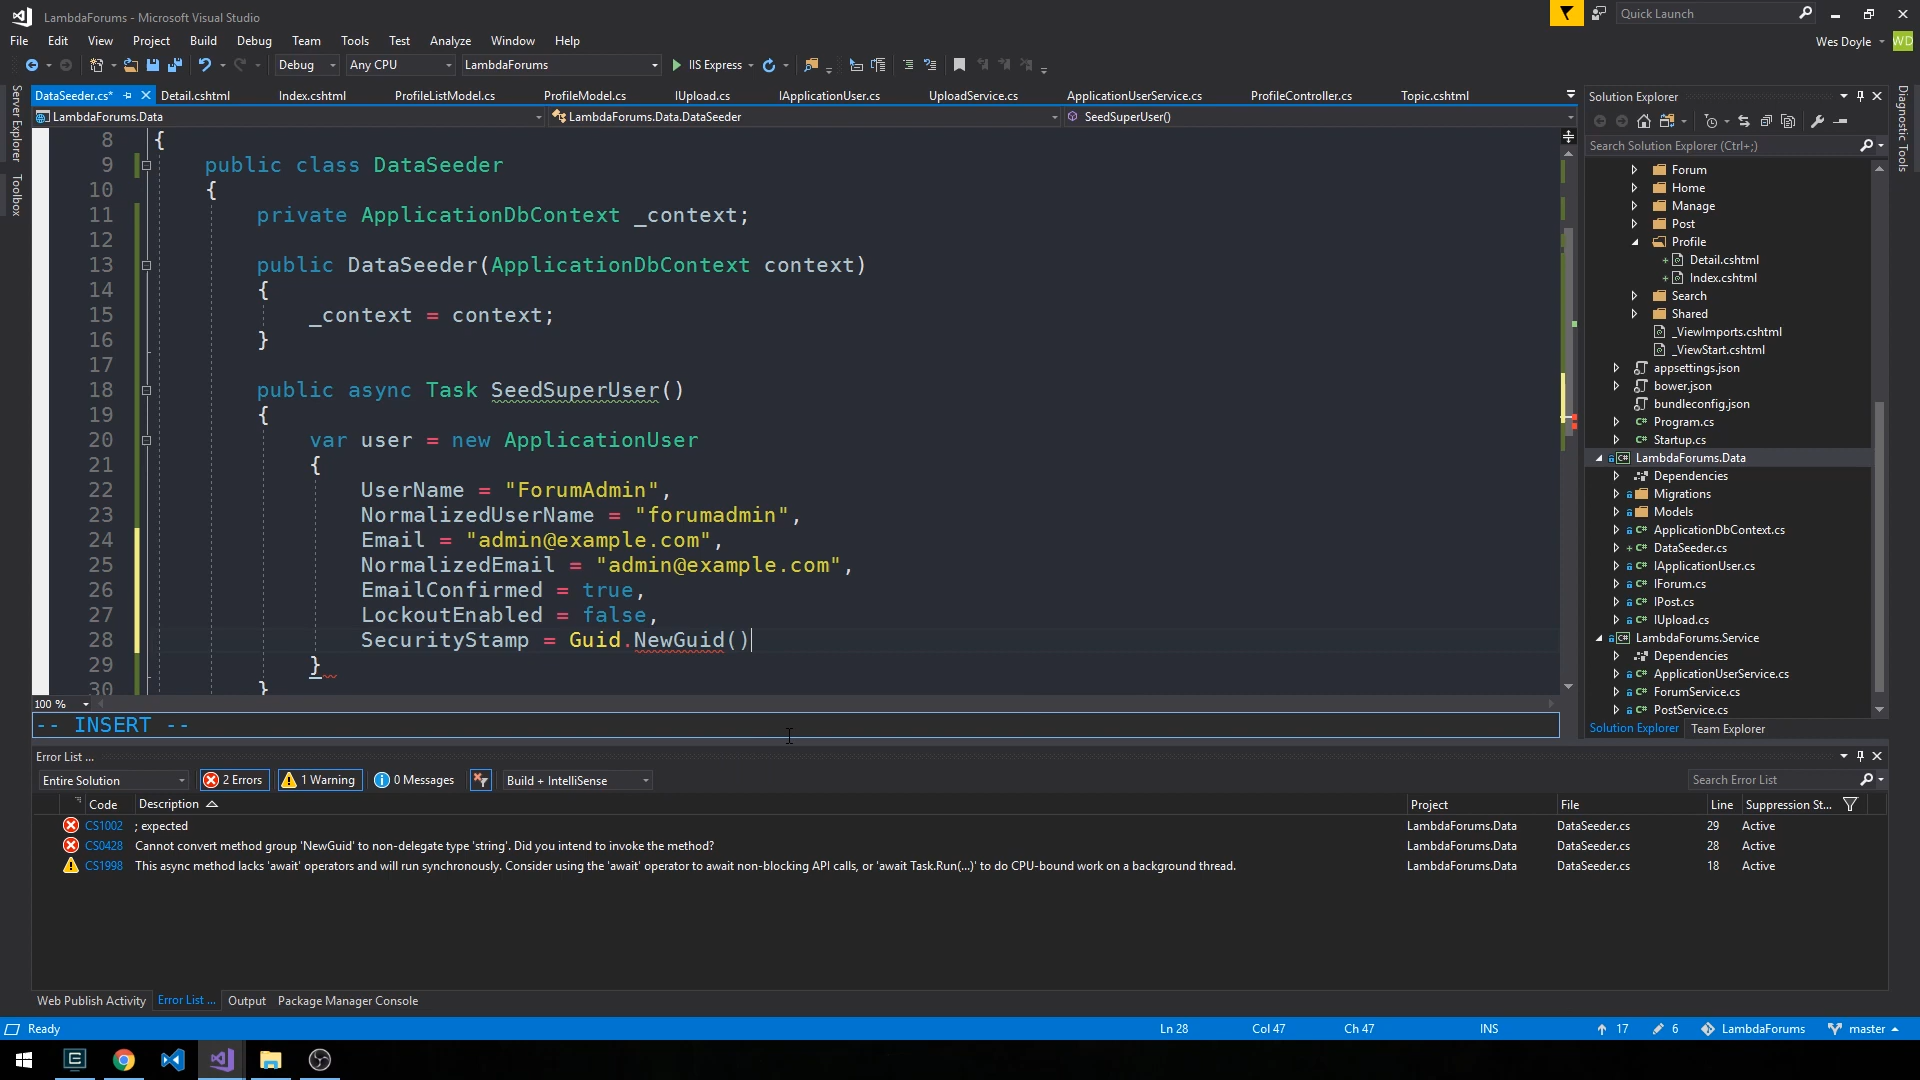 LambdaForums - Microsoft Visual Studio
Quick Launch
File Edit View Project Build Debug Team Tools Test Analyze Window Help
Wes Doyle WD
Debug Any CPU LambdaForums IIS Express
DataSeeder.cs* Detail.cshtml Index.cshtml ProfileListModel.cs ProfileModel.cs IUpload.cs IApplicationUser.cs UploadService.cs ApplicationUserService.cs ProfileController.cs Topic.cshtml
LambdaForums.Data LambdaForums.Data.DataSeeder SeedSuperUser()
Server Explorer
Toolbox
8 {
9 public class DataSeeder
10 {
11 private ApplicationDbContext _context;
12
13 public DataSeeder(ApplicationDbContext context)
14 {
15 _context = context;
16 }
17
18 public async Task SeedSuperUser()
19 {
20 var user = new ApplicationUser
21 {
22 UserName = "ForumAdmin",
23 NormalizedUserName = "forumadmin",
24 Email = "admin@example.com",
25 NormalizedEmail = "admin@example.com",
26 EmailConfirmed = true,
27 LockoutEnabled = false,
28 SecurityStamp = Guid.NewGuid()
29 }
30 }
100 %
-- INSERT --
Solution Explorer
Search Solution Explorer (Ctrl+;)
Forum
Home
Manage
Post
Profile
Detail.cshtml
Index.cshtml
Search
Shared
_ViewImports.cshtml
_ViewStart.cshtml
appsettings.json
bower.json
bundleconfig.json
C# Program.cs
C# Startup.cs
C# LambdaForums.Data
Dependencies
Migrations
Models
C# ApplicationDbContext.cs
C# DataSeeder.cs
C# IApplicationUser.cs
C# IForum.cs
C# IPost.cs
C# IUpload.cs
C# LambdaForums.Service
Dependencies
C# ApplicationUserService.cs
C# ForumService.cs
C# PostService.cs
Solution Explorer Team Explorer
Diagnostic Tools
Error List ...
Entire Solution 2 Errors 1 Warning 0 Messages Build + IntelliSense Search Error List
Code Description Project File Line Suppression St...
CS1002 ; expected LambdaForums.Data DataSeeder.cs 29 Active
CS0428 Cannot convert method group 'NewGuid' to non-delegate type 'string'. Did you intend to invoke the method? LambdaForums.Data DataSeeder.cs 28 Active
CS1998 This async method lacks 'await' operators and will run synchronously. Consider using the 'await' operator to await non-blocking API calls, or 'await Task.Run(...)' to do CPU-bound work on a background thread. LambdaForums.Data DataSeeder.cs 18 Active
Web Publish Activity Error List ... Output Package Manager Console
Ready Ln 28 Col 47 Ch 47 INS 17 6 LambdaForums master